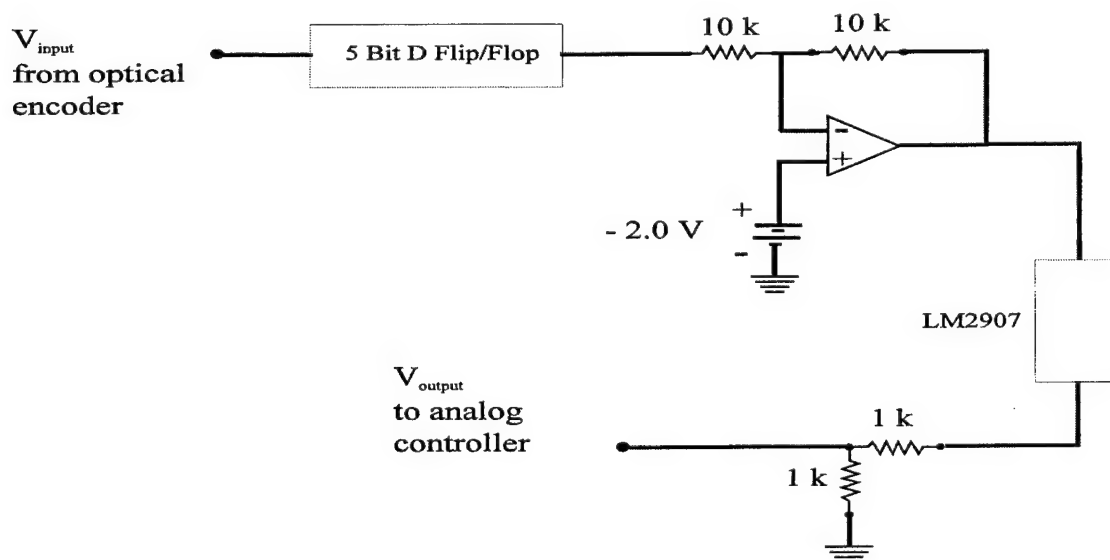 V_input
from optical
encoder
5 Bit D Flip/Flop
10 k
10 k
-
+
+
- 2.0 V
-
LM2907
V_output
to analog
controller
1 k
1 k